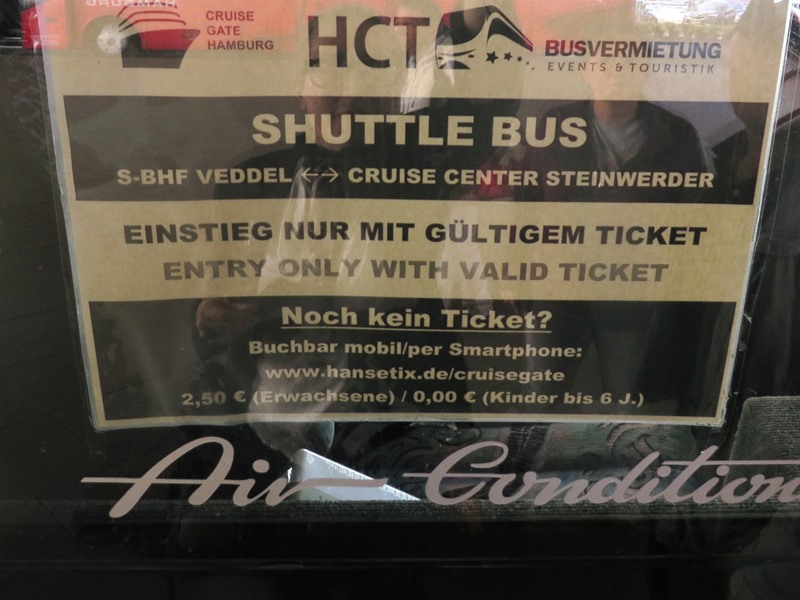 CRUISE
GATE
HAMBURG
HCT
BUSVERMIETUNG
EVENTS & TOURISTIK
SHUTTLE BUS
S-BHF VEDDEL <--> CRUISE CENTER STEINWERDER
EINSTIEG NUR MIT GÜLTIGEM TICKET
ENTRY ONLY WITH VALID TICKET
Noch kein Ticket?
Buchbar mobil/per Smartphone:
www.hansetix.de/cruisegate
2,50 € (Erwachsene) / 0,00 € (Kinder bis 6 J.)
Air Condition